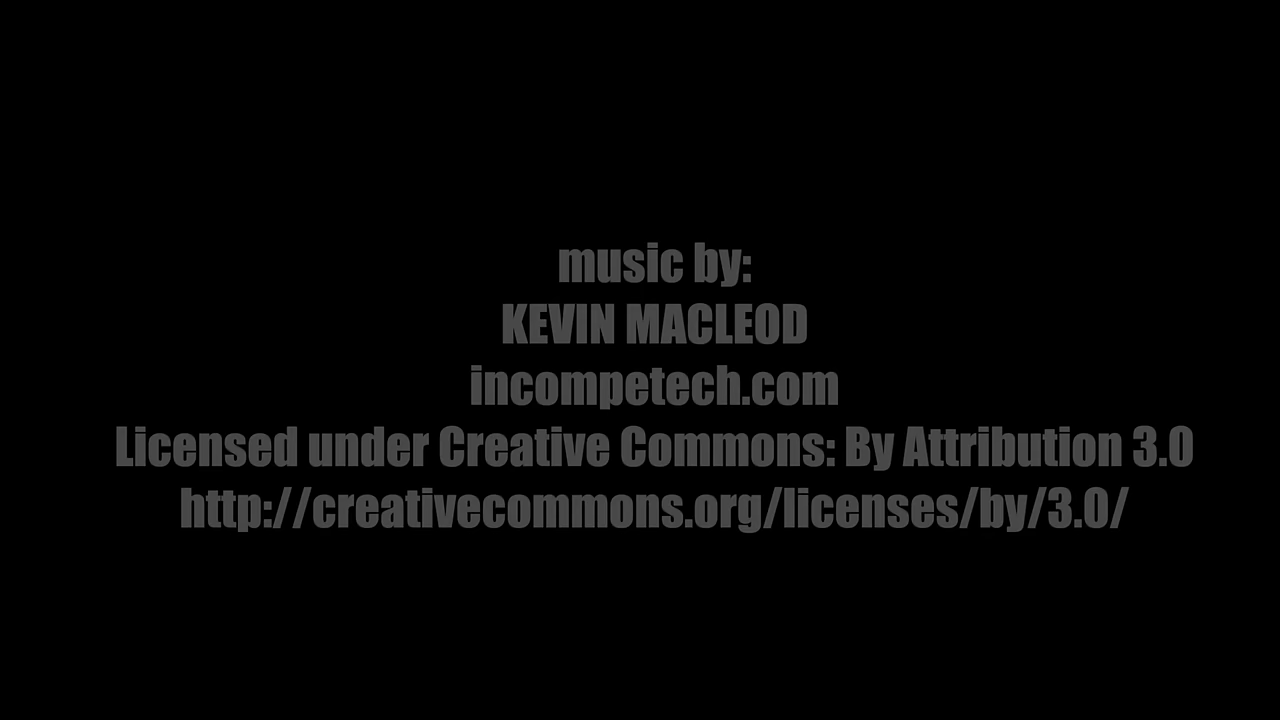 music by:
KEVIN MACLEOD
incompetech.com
Licensed under Creative Commons: By Attribution 3.0
http://creativecommons.org/licenses/by/3.0/